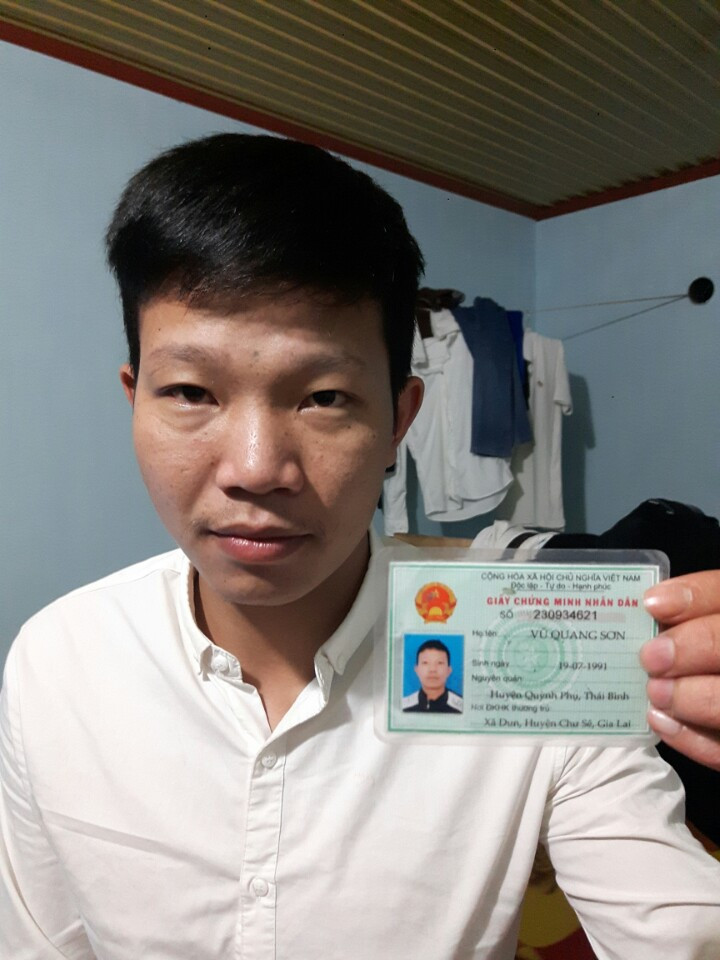 CỘNG HÒA XÃ HỘI CHỦ NGHĨA VIỆT NAM
Độc lập - Tự do - Hạnh phúc
GIẤY CHỨNG MINH NHÂN DÂN
SỐ 230934621
Họ tên: VŨ QUANG SƠN
Sinh ngày 19-07-1991
Nguyên quán
Huyện Quỳnh Phụ, Thái Bình
Nơi ĐKHK thường trú
Xã Dun, Huyện Chư Sê, Gia Lai